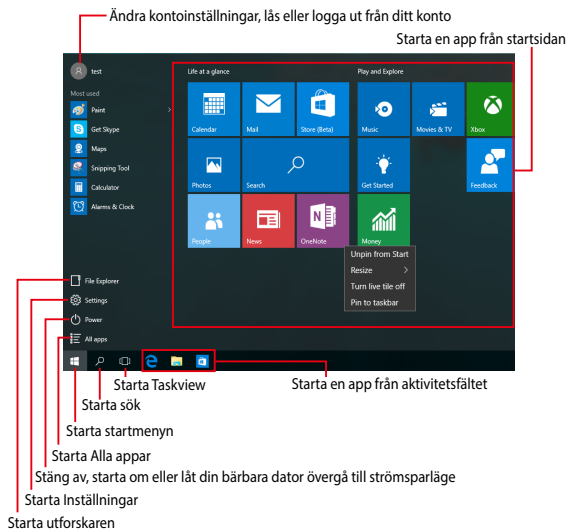 Ändra kontoinställningar, lås eller logga ut från ditt konto
Starta en app från startsidan
test
Most used
Paint
Get Skype
Maps
Snipping Tool
Calculator
Alarms & Clock
File Explorer
Settings
Power
All apps
Life at a glance
Play and Explore
Calendar
Mail
Store (Beta)
Music
Movies & TV
Xbox
Photos
Search
Get Started
Feedback
People
News
OneNote
Money
Unpin from Start
Resize
Turn live tile off
Pin to taskbar
Starta Taskview
Starta en app från aktivitetsfältet
Starta sök
Starta startmenyn
Starta Alla appar
Stäng av, starta om eller låt din bärbara dator övergå till strömsparläge
Starta Inställningar
Starta utforskaren